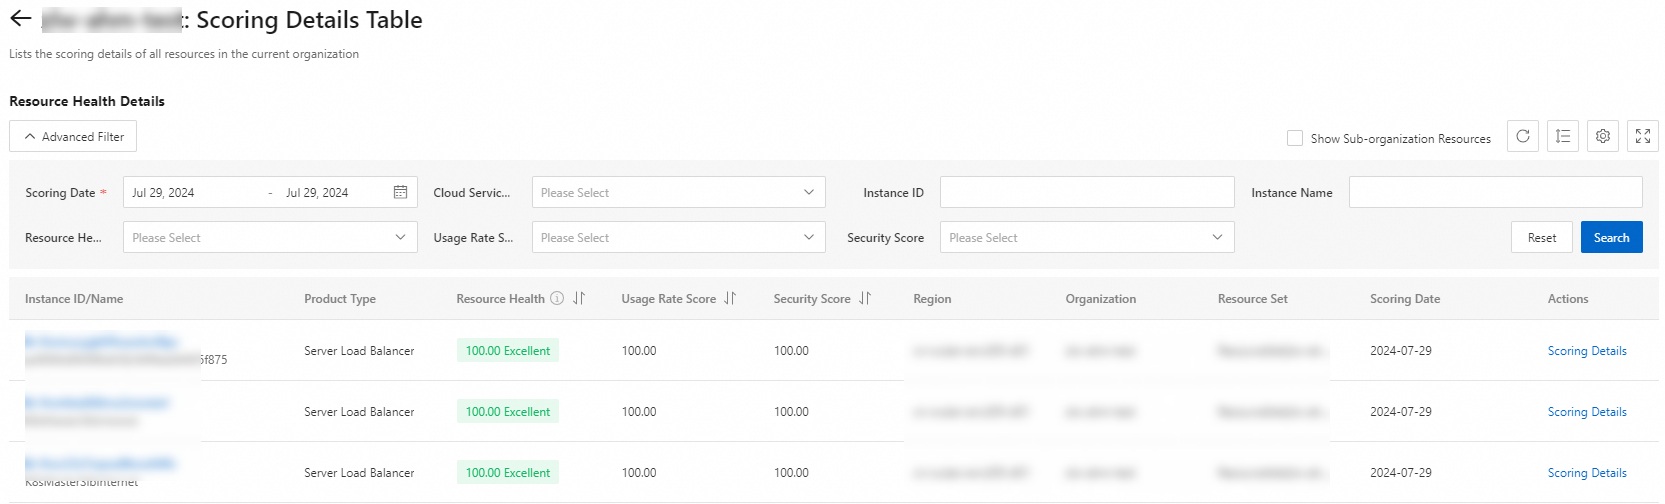 : Scoring Details Table
Lists the scoring details of all resources in the current organization
Resource Health Details
Advanced Filter
Show Sub-organization Resources
Scoring Date * Jul 29, 2024 - Jul 29, 2024 Cloud Servic... Please Select Instance ID Instance Name
Resource He... Please Select Usage Rate S... Please Select Security Score Please Select Reset Search
Instance ID/Name Product Type Resource Health Usage Rate Score Security Score Region Organization Resource Set Scoring Date Actions
Server Load Balancer 100.00 Excellent 100.00 100.00 2024-07-29 Scoring Details
5f875
Server Load Balancer 100.00 Excellent 100.00 100.00 2024-07-29 Scoring Details
Server Load Balancer 100.00 Excellent 100.00 100.00 2024-07-29 Scoring Details
K8sMasterSlbInternet